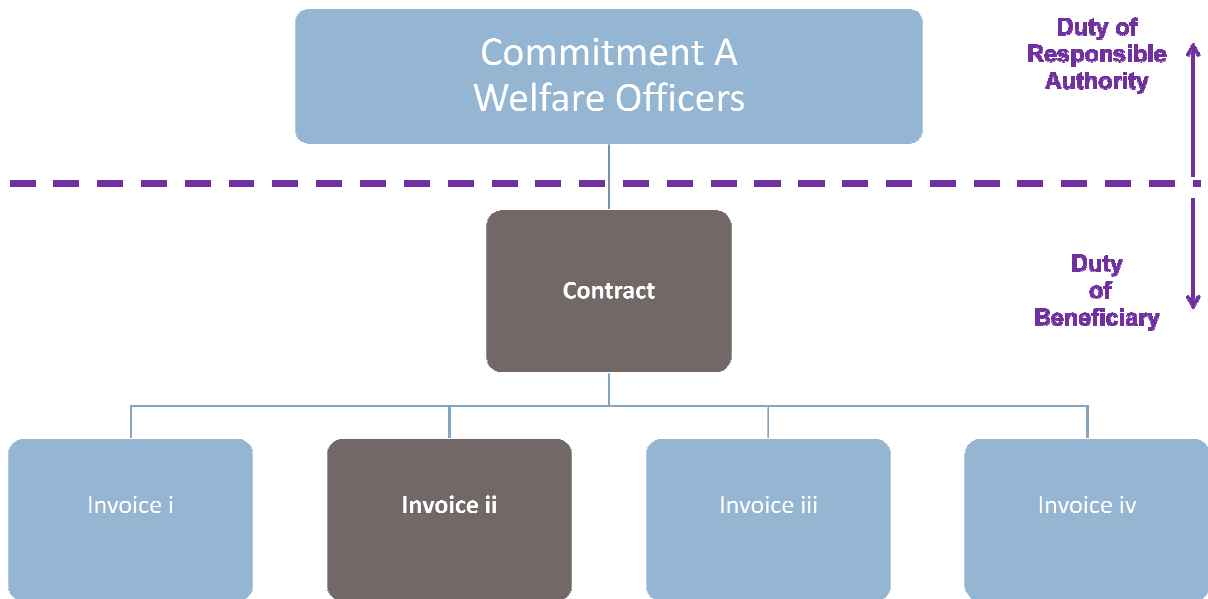 Commitment A
Welfare Officers
Duty of
Responsible
Authority
Contract
Duty
of
Beneficiary
Invoice i
Invoice ii
Invoice iii
Invoice iv